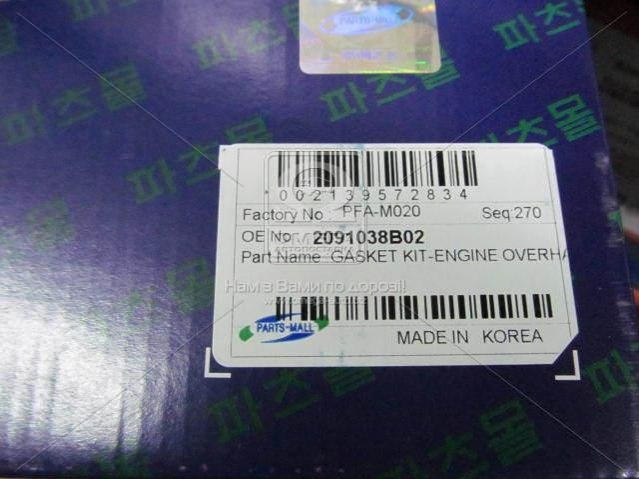 PARTS-MALL
파츠몰
파츠몰
파츠몰
파츠몰
*002139572834
Factory No PFA-M020 Seq:270
OE No 2091038B02
Part Name GASKET KIT-ENGINE OVERHA
Нам з Вами по дорозі!
PARTS-MALL
MADE IN KOREA
파츠몰
파츠몰
파츠몰